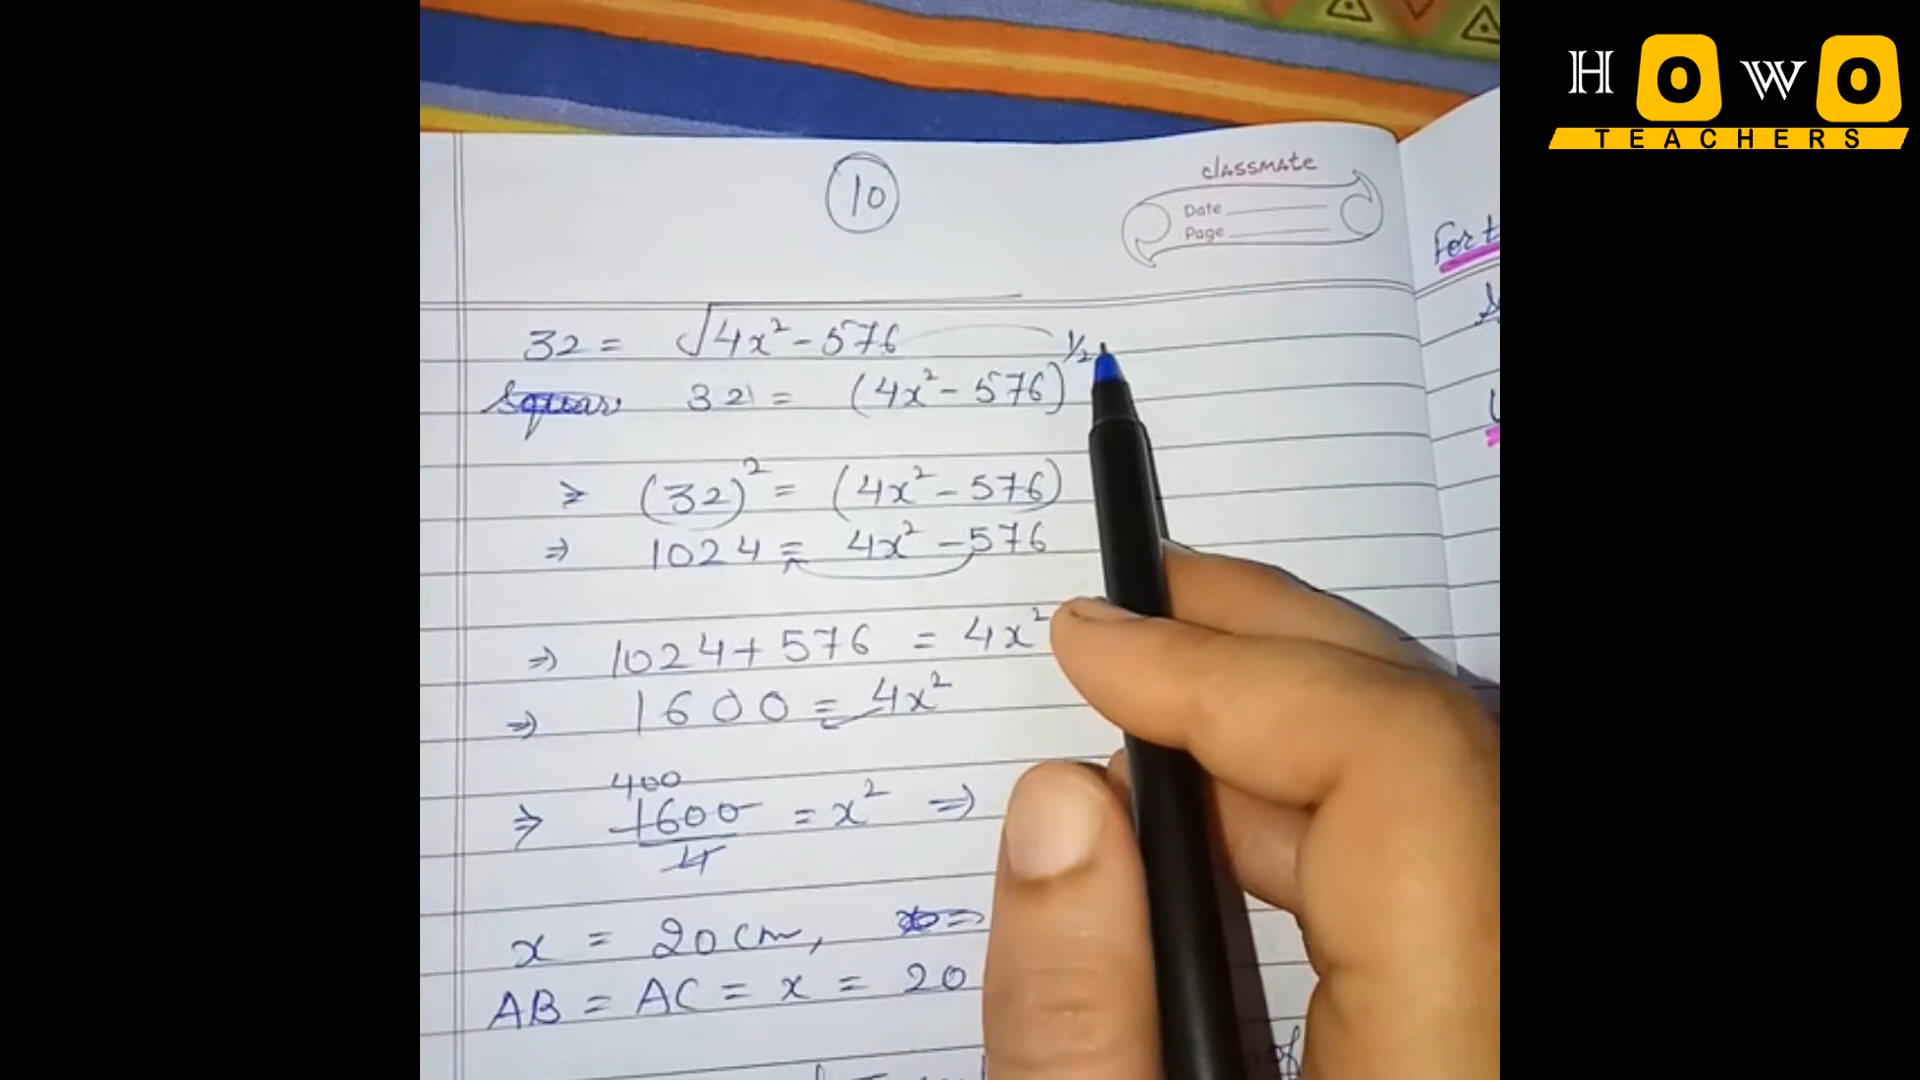 HOWO
TEACHERS
classmate
Date
Page
10
32 = √4x² - 576
32 = (4x² - 576)^½
⇒ (32)² = (4x² - 576)
⇒ 1024 = 4x² - 576
⇒ 1024 + 576 = 4x²
⇒ 1600 = 4x²
400
⇒ 1600/4 = x² ⇒
x = 20 cm,
AB = AC = x = 20
For t